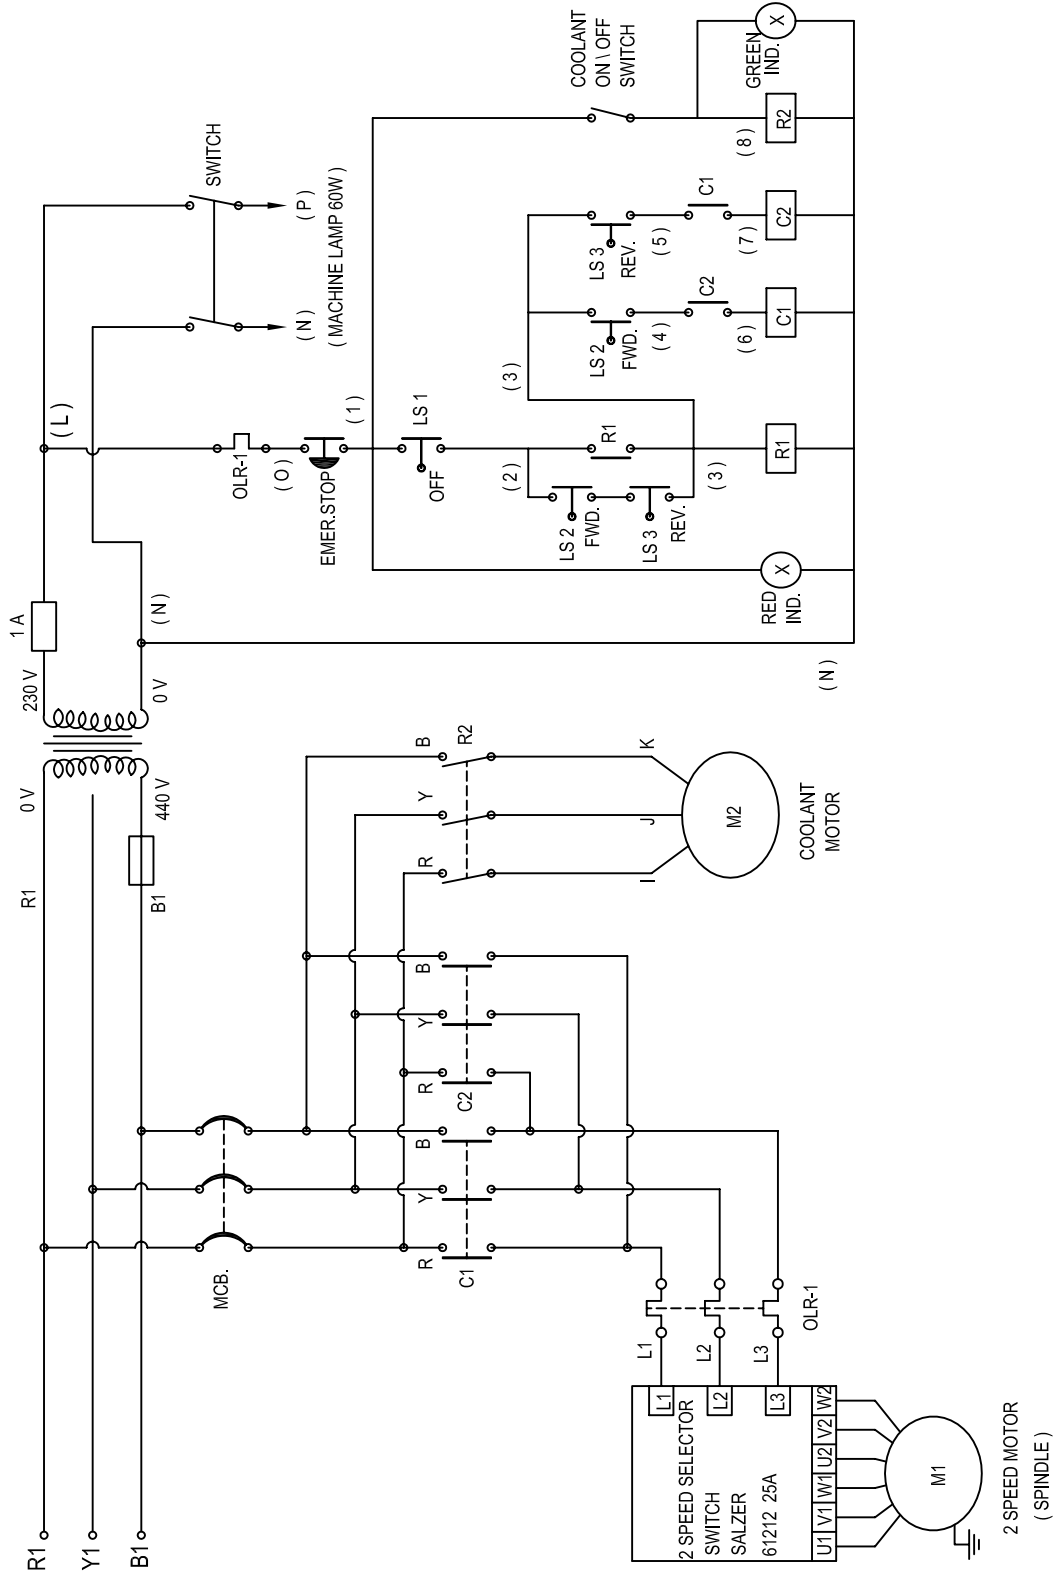 R1
Y1
B1
MCB.
R1
B1
0 V
440 V
230 V
0 V
1 A
( N )
( L )
SWITCH
( N )
( P )
( MACHINE LAMP 60W )
R
Y
B
C1
R
Y
B
C2
R
Y
B
R2
I
J
K
M2
COOLANT
MOTOR
L1
L2
L3
OLR-1
L1
L2
L3
2 SPEED SELECTOR
SWITCH
SALZER
61212 25A
U1
V1
W1
U2
V2
W2
M1
2 SPEED MOTOR
( SPINDLE )
OLR-1
( O )
EMER.STOP
( 1 )
LS 1
OFF
( 2 )
LS 2
FWD.
LS 3
REV.
R1
( 3 )
( 3 )
R1
RED
IND.
X
( N )
LS 2
FWD.
( 4 )
C2
( 6 )
C1
LS 3
REV.
( 5 )
C1
( 7 )
C2
COOLANT
ON \ OFF
SWITCH
( 8 )
R2
GREEN
IND.
X